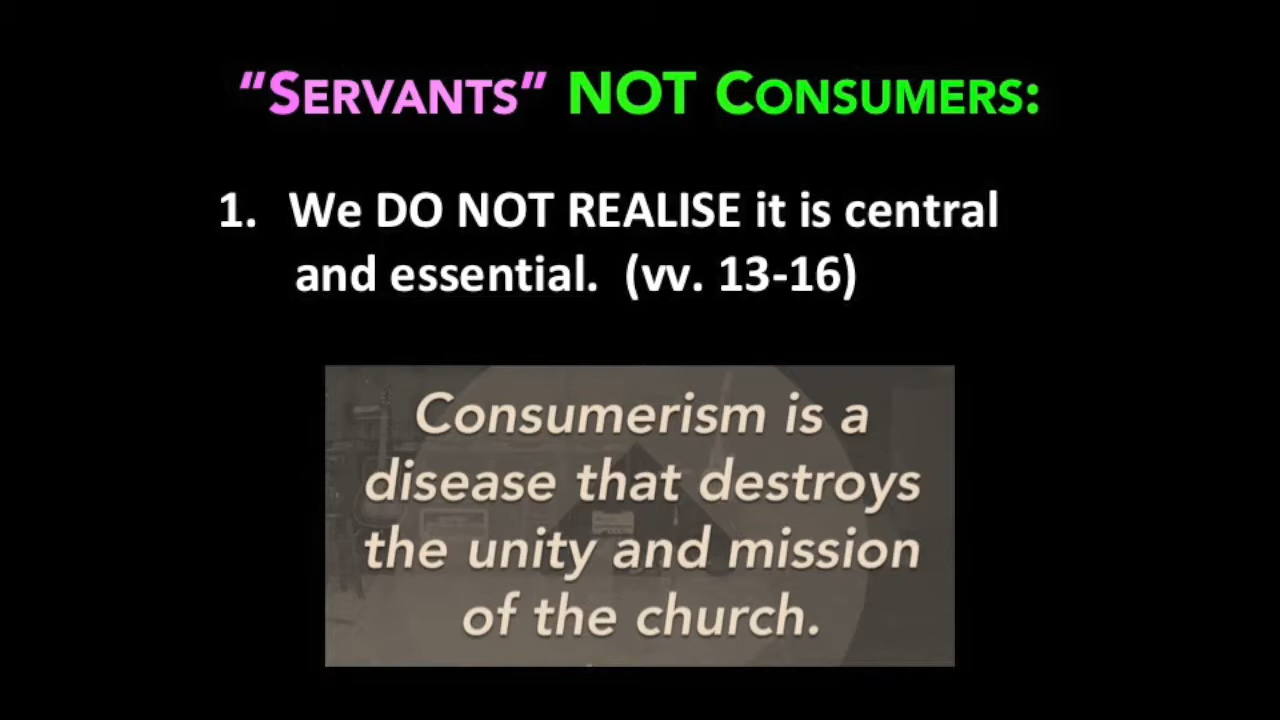 "SERVANTS" NOT CONSUMERS:
1. We DO NOT REALISE it is central
and essential. (vv. 13-16)
Consumerism is a
disease that destroys
the unity and mission
of the church.